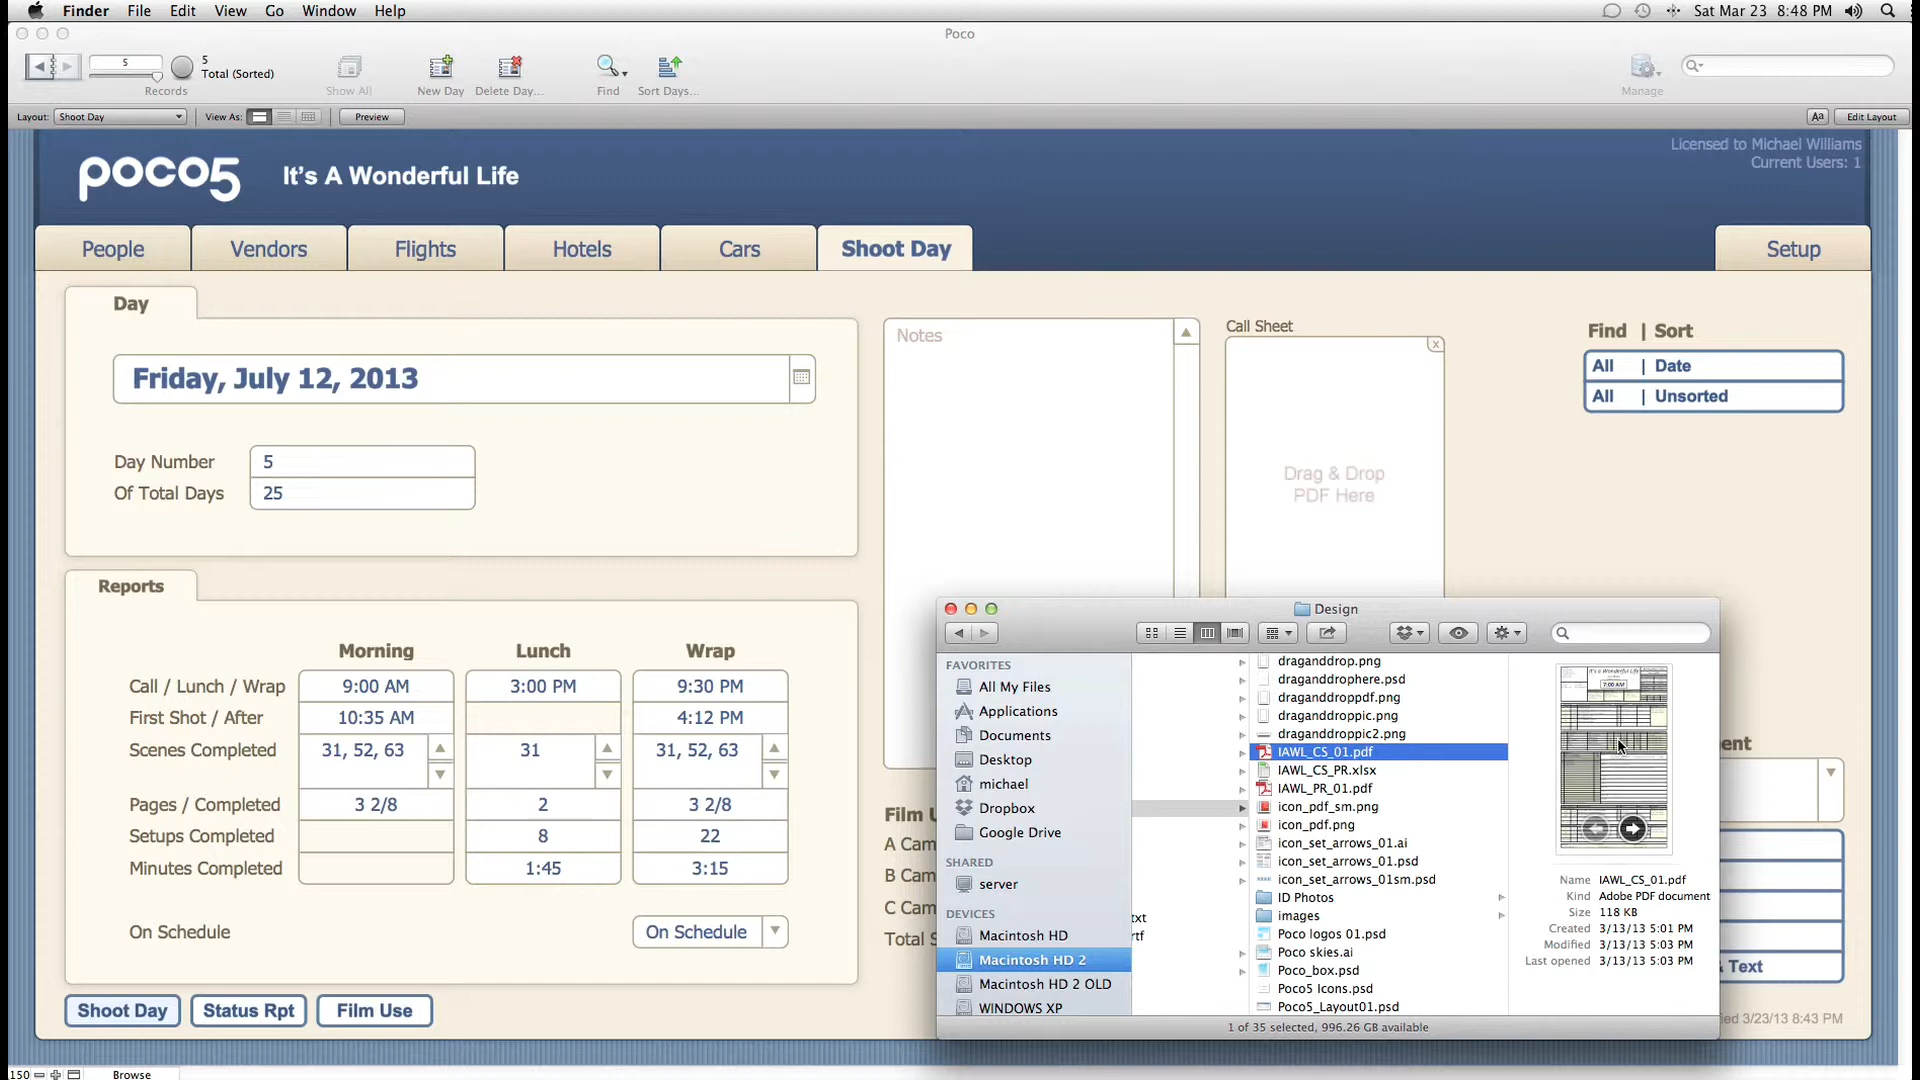 Finder File Edit View Go Window Help
Sat Mar 23 8:48 PM
Poco
5
5
Total (Sorted)
Records
Show All
New Day
Delete Day...
Find
Sort Days...
Manage
Layout: Shoot Day
View As:
Preview
Aa
Edit Layout
Licensed to Michael Williams
Current Users: 1
poco5
It's A Wonderful Life
People
Vendors
Flights
Hotels
Cars
Shoot Day
Setup
Day
Friday, July 12, 2013
Day Number 5
Of Total Days 25
Notes
Call Sheet
x
Drag & Drop
PDF Here
Find | Sort
All | Date
All | Unsorted
Reports
Morning Lunch Wrap
Call / Lunch / Wrap 9:00 AM 3:00 PM 9:30 PM
First Shot / After 10:35 AM 4:12 PM
Scenes Completed 31, 52, 63 31 31, 52, 63
Pages / Completed 3 2/8 2 3 2/8
Setups Completed 8 22
Minutes Completed 1:45 3:15
On Schedule On Schedule
Shoot Day
Status Rpt
Film Use
Film U
A Cam
B Cam
C Cam
Total S
Design
FAVORITES
All My Files
Applications
Documents
Desktop
michael
Dropbox
Google Drive
SHARED
server
DEVICES
Macintosh HD
Macintosh HD 2
Macintosh HD 2 OLD
WINDOWS XP
txt
rtf
draganddrop.png
draganddrophere.psd
draganddroppdf.png
draganddroppic.png
draganddroppic2.png
IAWL_CS_01.pdf
IAWL_CS_PR.xlsx
IAWL_PR_01.pdf
icon_pdf_sm.png
icon_pdf.png
icon_set_arrows_01.ai
icon_set_arrows_01.psd
icon_set_arrows_01sm.psd
ID Photos
images
Poco logos 01.psd
Poco skies.ai
Poco_box.psd
Poco5 Icons.psd
Poco5_Layout01.psd
It's a Wonderful Life
7:00 AM
Name IAWL_CS_01.pdf
Kind Adobe PDF document
Size 118 KB
Created 3/13/13 5:01 PM
Modified 3/13/13 5:03 PM
Last opened 3/13/13 5:03 PM
1 of 35 selected, 996.26 GB available
ent
& Text
ied 3/23/13 8:43 PM
150
Browse